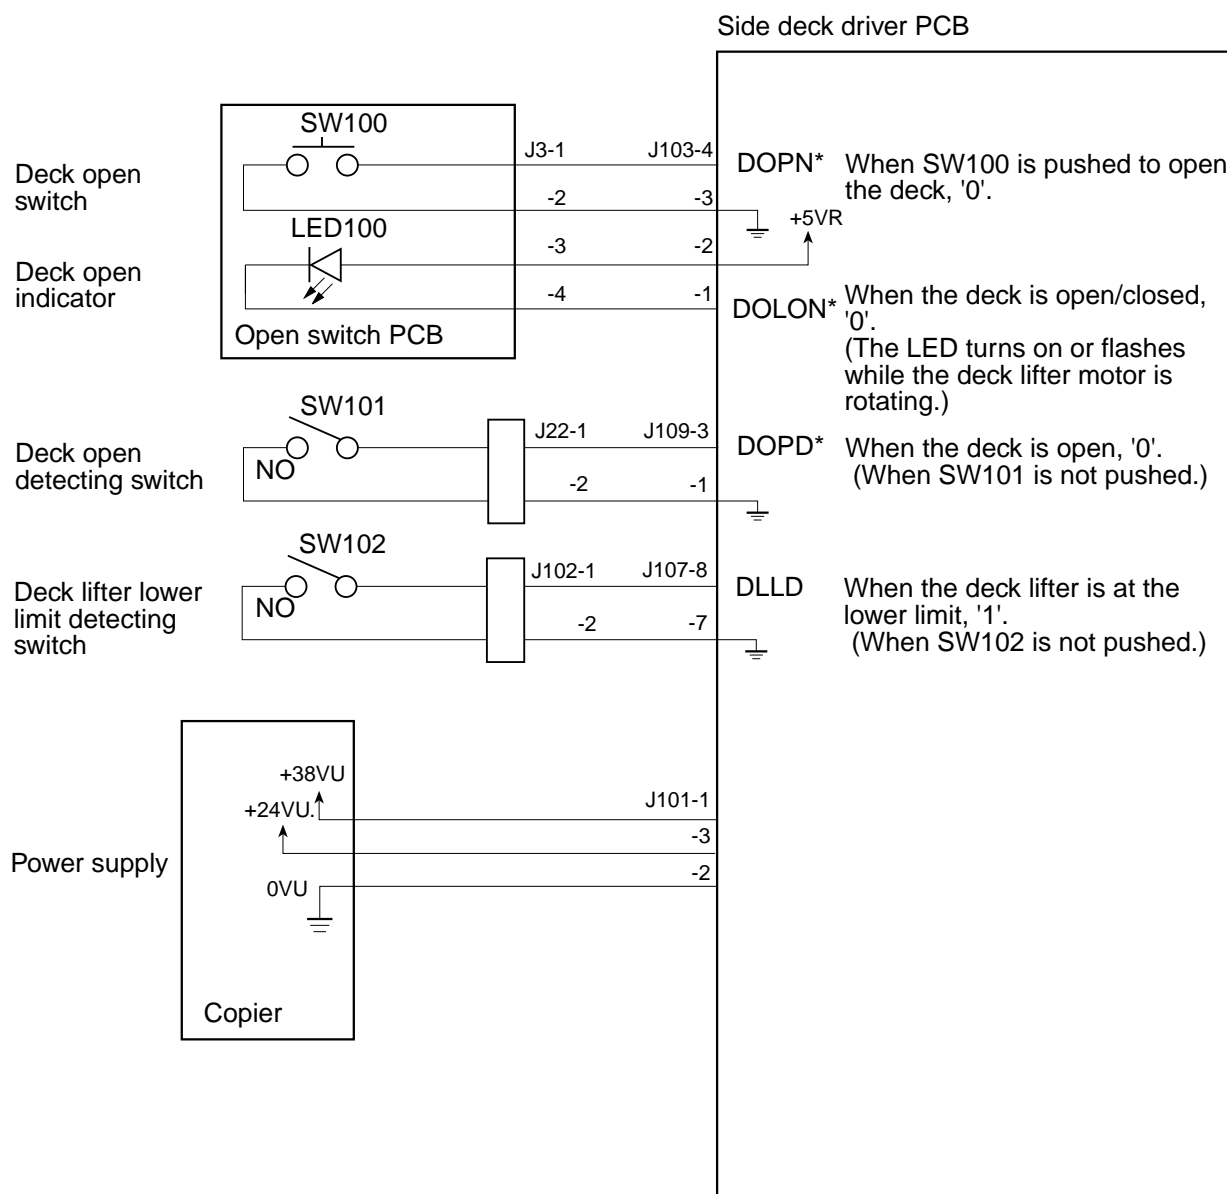 Side deck driver PCB
SW100
Deck open
switch
J3-1
J103-4
DOPN*
When SW100 is pushed to open
the deck, '0'.
-2
-3
+5VR
LED100
-3
-2
Deck open
indicator
-4
-1
DOLON*
When the deck is open/closed,
'0'.
(The LED turns on or flashes
while the deck lifter motor is
rotating.)
Open switch PCB
SW101
NO
Deck open
detecting switch
J22-1
J109-3
DOPD*
When the deck is open, '0'.
(When SW101 is not pushed.)
-2
-1
SW102
NO
Deck lifter lower
limit detecting
switch
J102-1
J107-8
DLLD
When the deck lifter is at the
lower limit, '1'.
(When SW102 is not pushed.)
-2
-7
+38VU
+24VU.
J101-1
-3
Power supply
0VU
-2
Copier